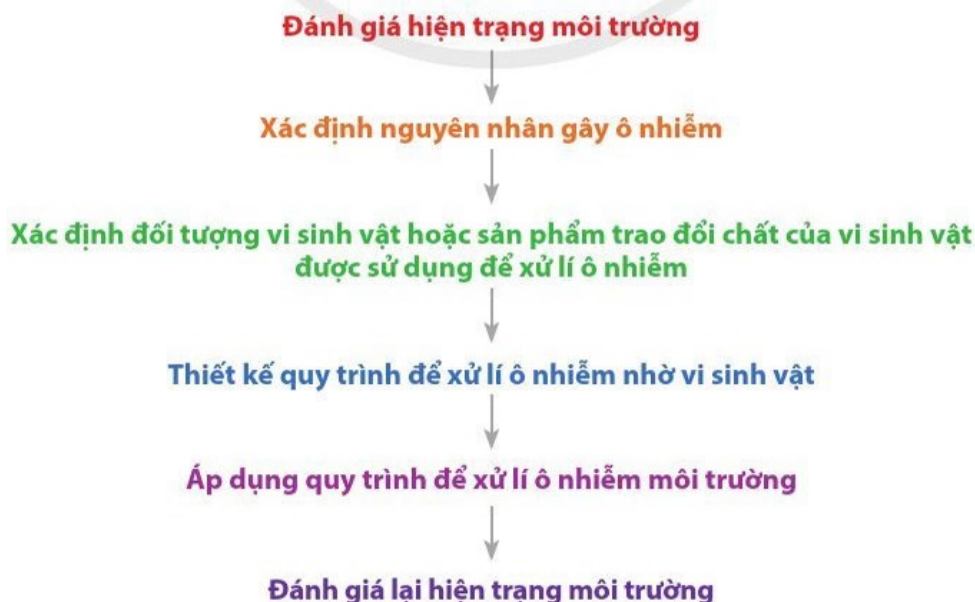 Đánh giá hiện trạng môi trường
Xác định nguyên nhân gây ô nhiễm
Xác định đối tượng vi sinh vật hoặc sản phẩm trao đổi chất của vi sinh vật
được sử dụng để xử lí ô nhiễm
Thiết kế quy trình để xử lí ô nhiễm nhờ vi sinh vật
Áp dụng quy trình để xử lí ô nhiễm môi trường
Đánh giá lại hiện trạng môi trường